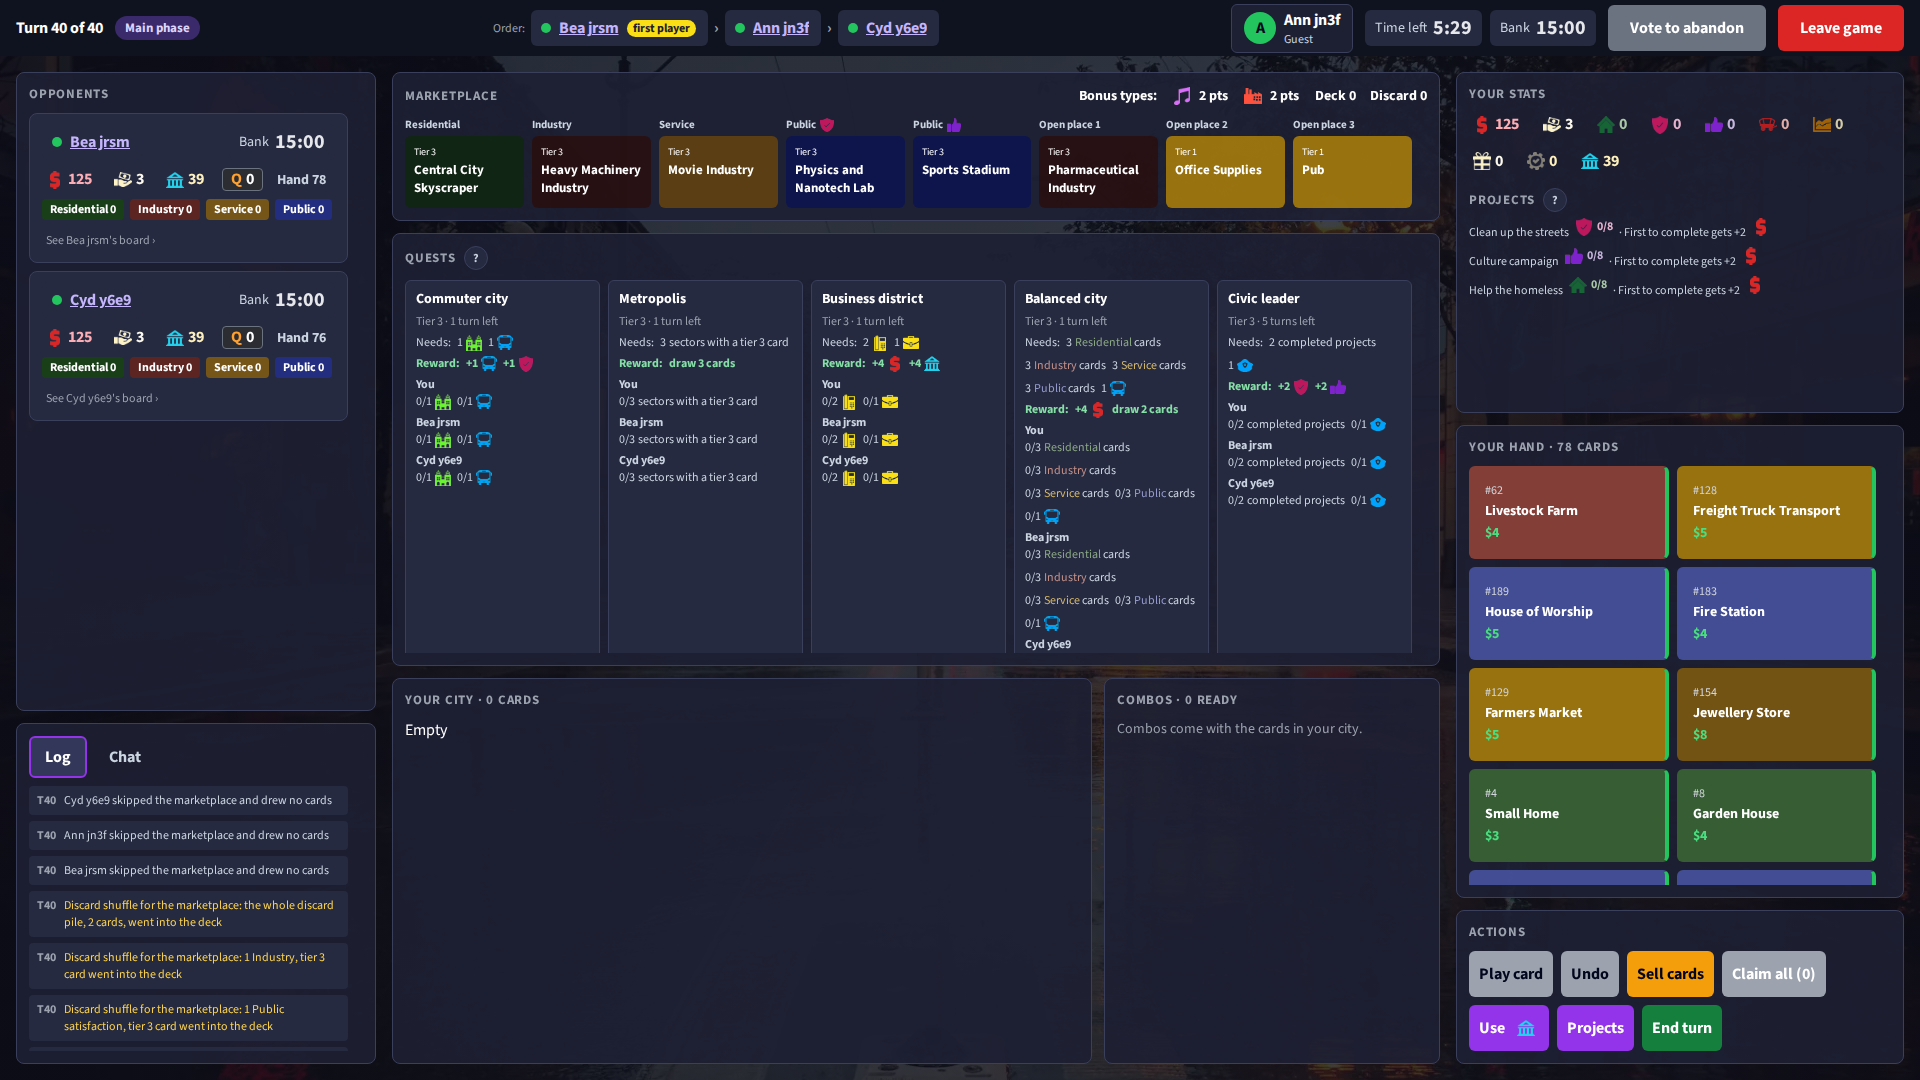 Turn 40 of 40
Main phase
Order:
Bea jrsm first player › Ann jn3f › Cyd y6e9
A
Ann jn3f
Guest
Time left 5:29
Bank 15:00
Vote to abandon
Leave game
OPPONENTS
Bea jrsm Bank 15:00
125 3 39 Q 0 Hand 78
Residential 0 Industry 0 Service 0 Public 0
See Bea jrsm's board ›
Cyd y6e9 Bank 15:00
125 3 39 Q 0 Hand 76
Residential 0 Industry 0 Service 0 Public 0
See Cyd y6e9's board ›
Log Chat
T40 Cyd y6e9 skipped the marketplace and drew no cards
T40 Ann jn3f skipped the marketplace and drew no cards
T40 Bea jrsm skipped the marketplace and drew no cards
T40 Discard shuffle for the marketplace: the whole discard
pile, 2 cards, went into the deck
T40 Discard shuffle for the marketplace: 1 Industry, tier 3
card went into the deck
T40 Discard shuffle for the marketplace: 1 Public
satisfaction, tier 3 card went into the deck
MARKETPLACE
Bonus types: 2 pts 2 pts Deck 0 Discard 0
Residential Industry Service Public Public Open place 1 Open place 2 Open place 3
Tier 3
Central City
Skyscraper
Tier 3
Heavy Machinery
Industry
Tier 3
Movie Industry
Tier 3
Physics and
Nanotech Lab
Tier 3
Sports Stadium
Tier 3
Pharmaceutical
Industry
Tier 1
Office Supplies
Tier 1
Pub
QUESTS ?
Commuter city
Tier 3 · 1 turn left
Needs: 1 1
Reward: +1 +1
You
0/1 0/1
Bea jrsm
0/1 0/1
Cyd y6e9
0/1 0/1
Metropolis
Tier 3 · 1 turn left
Needs: 3 sectors with a tier 3 card
Reward: draw 3 cards
You
0/3 sectors with a tier 3 card
Bea jrsm
0/3 sectors with a tier 3 card
Cyd y6e9
0/3 sectors with a tier 3 card
Business district
Tier 3 · 1 turn left
Needs: 2 1
Reward: +4 +4
You
0/2 0/1
Bea jrsm
0/2 0/1
Cyd y6e9
0/2 0/1
Balanced city
Tier 3 · 1 turn left
Needs: 3 Residential cards
3 Industry cards 3 Service cards
3 Public cards 1
Reward: +4 draw 2 cards
You
0/3 Residential cards
0/3 Industry cards
0/3 Service cards 0/3 Public cards
0/1
Bea jrsm
0/3 Residential cards
0/3 Industry cards
0/3 Service cards 0/3 Public cards
0/1
Cyd y6e9
Civic leader
Tier 3 · 5 turns left
Needs: 2 completed projects
1
Reward: +2 +2
You
0/2 completed projects 0/1
Bea jrsm
0/2 completed projects 0/1
Cyd y6e9
0/2 completed projects 0/1
YOUR CITY · 0 CARDS
Empty
COMBOS · 0 READY
Combos come with the cards in your city.
YOUR STATS
125 3 0 0 0 0 0
0 0 39
PROJECTS ?
Clean up the streets 0/8 · First to complete gets +2
Culture campaign 0/8 · First to complete gets +2
Help the homeless 0/8 · First to complete gets +2
YOUR HAND · 78 CARDS
#62
Livestock Farm
$4
#128
Freight Truck Transport
$5
#189
House of Worship
$5
#183
Fire Station
$4
#129
Farmers Market
$5
#154
Jewellery Store
$8
#4
Small Home
$3
#8
Garden House
$4
ACTIONS
Play card Undo Sell cards Claim all (0)
Use Projects End turn